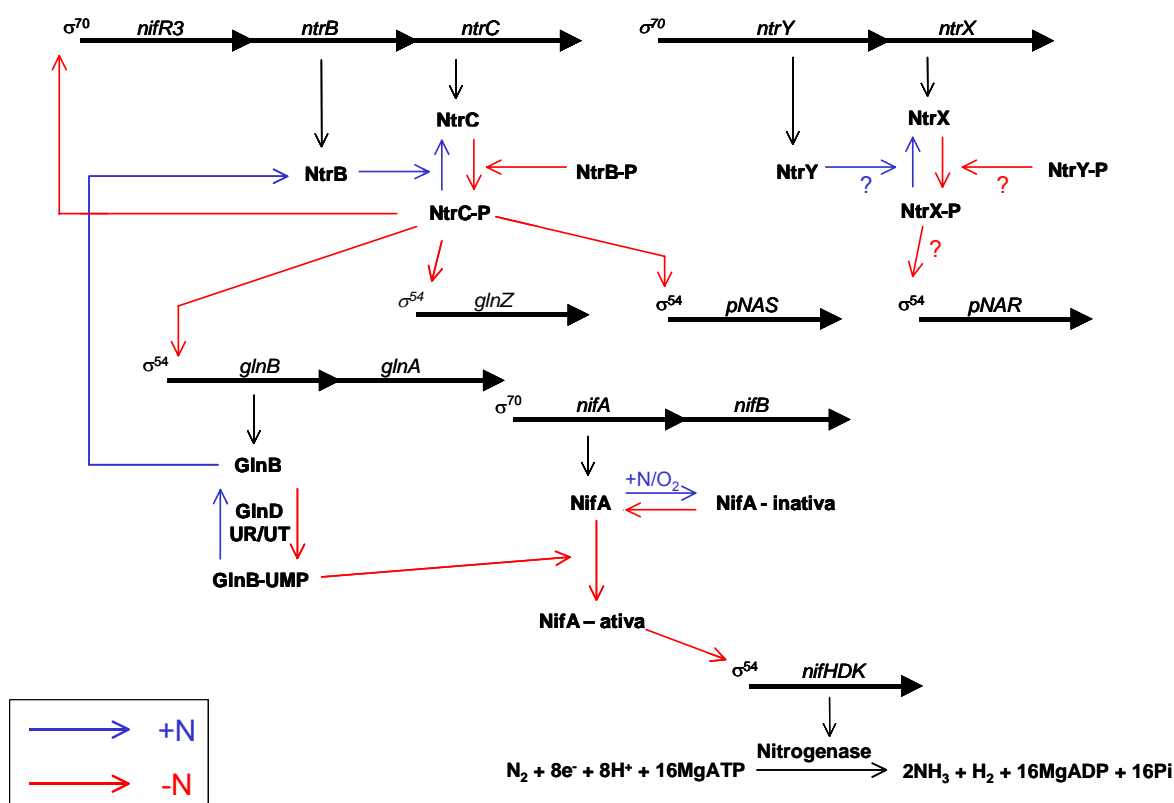 σ⁷⁰ nifR3 ntrB ntrC
σ⁷⁰ ntrY ntrX
NtrC
NtrX
NtrB
NtrB-P
NtrY
NtrY-P
?
?
NtrC-P
NtrX-P
?
σ⁵⁴ glnZ
σ⁵⁴ pNAS
σ⁵⁴ pNAR
σ⁵⁴ glnB glnA
σ⁷⁰ nifA nifB
GlnB
+N/O₂
NifA
NifA - inativa
GlnD
UR/UT
GlnB-UMP
NifA – ativa
σ⁵⁴ nifHDK
+N
-N
Nitrogenase
N₂ + 8e⁻ + 8H⁺ + 16MgATP
2NH₃ + H₂ + 16MgADP + 16Pi